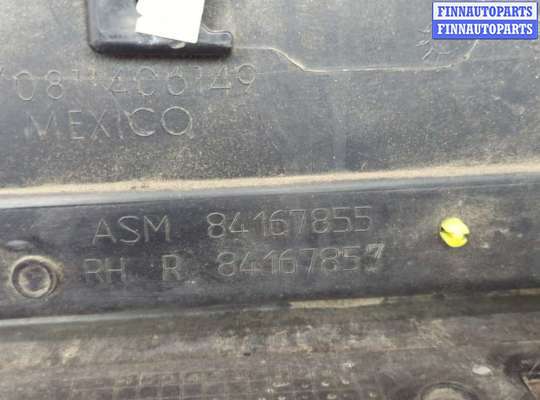 FINNAUTOPARTS
FINNAUTOPARTS
MEXICO
ASM 84167855
RH R 84167857